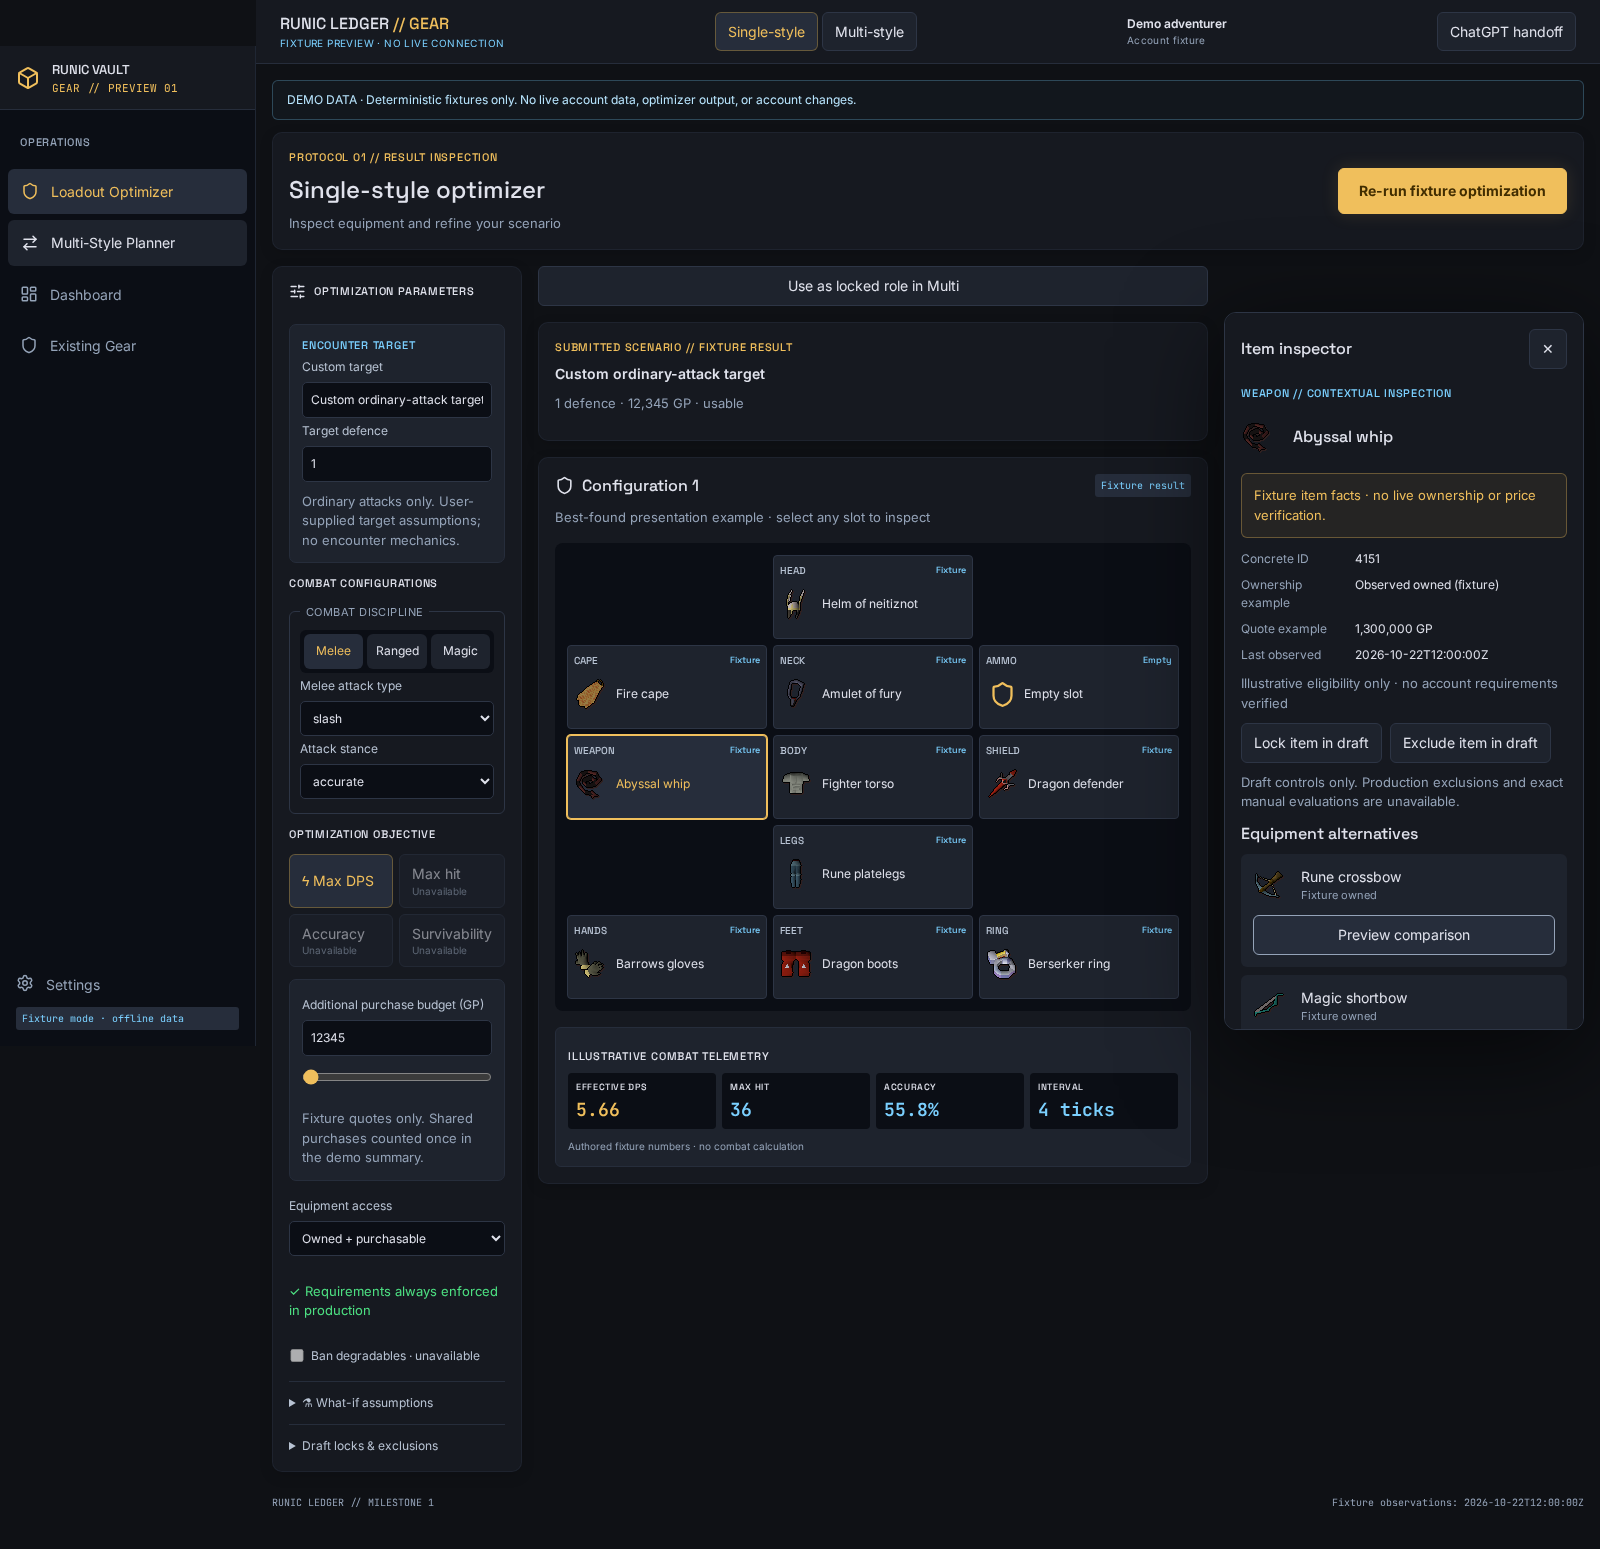 RUNIC LEDGER // GEAR
FIXTURE PREVIEW · NO LIVE CONNECTION
Single-style
Multi-style
Demo adventurer
Account fixture
ChatGPT handoff
RUNIC VAULT
GEAR // PREVIEW 01
OPERATIONS
Loadout Optimizer
Multi-Style Planner
Dashboard
Existing Gear
Settings
Fixture mode · offline data
DEMO DATA · Deterministic fixtures only. No live account data, optimizer output, or account changes.
PROTOCOL 01 // RESULT INSPECTION
Single-style optimizer
Inspect equipment and refine your scenario
Re-run fixture optimization
OPTIMIZATION PARAMETERS
ENCOUNTER TARGET
Custom target
Custom ordinary-attack target
Target defence
1
Ordinary attacks only. User-
supplied target assumptions;
no encounter mechanics.
COMBAT CONFIGURATIONS
COMBAT DISCIPLINE
Melee
Ranged
Magic
Melee attack type
slash
Attack stance
accurate
OPTIMIZATION OBJECTIVE
ϟ Max DPS
Max hit
Unavailable
Accuracy
Unavailable
Survivability
Unavailable
Additional purchase budget (GP)
12345
Fixture quotes only. Shared
purchases counted once in
the demo summary.
Equipment access
Owned + purchasable
✓ Requirements always enforced
in production
Ban degradables · unavailable
▶ ⚗ What-if assumptions
▶ Draft locks & exclusions
Use as locked role in Multi
SUBMITTED SCENARIO // FIXTURE RESULT
Custom ordinary-attack target
1 defence · 12,345 GP · usable
Configuration 1
Fixture result
Best-found presentation example · select any slot to inspect
HEAD
Fixture
Helm of neitiznot
CAPE
Fixture
Fire cape
NECK
Fixture
Amulet of fury
AMMO
Empty
Empty slot
WEAPON
Fixture
Abyssal whip
BODY
Fixture
Fighter torso
SHIELD
Fixture
Dragon defender
LEGS
Fixture
Rune platelegs
HANDS
Fixture
Barrows gloves
FEET
Fixture
Dragon boots
RING
Fixture
Berserker ring
ILLUSTRATIVE COMBAT TELEMETRY
EFFECTIVE DPS
5.66
MAX HIT
36
ACCURACY
55.8%
INTERVAL
4 ticks
Authored fixture numbers · no combat calculation
Item inspector
×
WEAPON // CONTEXTUAL INSPECTION
Abyssal whip
Fixture item facts · no live ownership or price
verification.
Concrete ID
4151
Ownership
example
Observed owned (fixture)
Quote example
1,300,000 GP
Last observed
2026-10-22T12:00:00Z
Illustrative eligibility only · no account requirements
verified
Lock item in draft
Exclude item in draft
Draft controls only. Production exclusions and exact
manual evaluations are unavailable.
Equipment alternatives
Rune crossbow
Fixture owned
Preview comparison
Magic shortbow
Fixture owned
RUNIC LEDGER // MILESTONE 1
Fixture observations: 2026-10-22T12:00:00Z